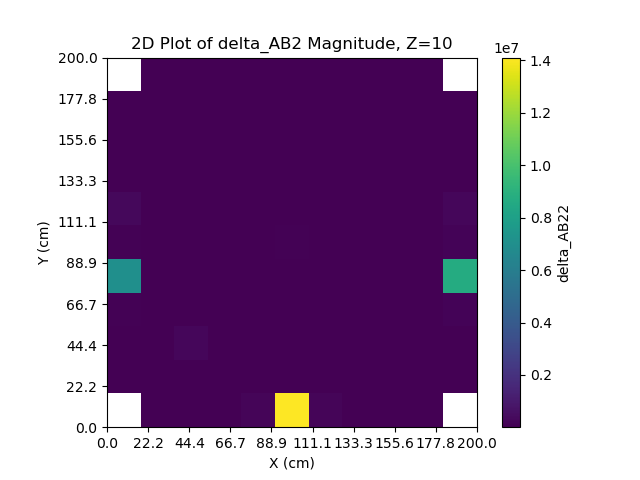 2D Plot of delta_AB2 Magnitude, Z=10
1e7
200.0
177.8
155.6
133.3
111.1
88.9
66.7
44.4
22.2
0.0
Y (cm)
0.0 22.2 44.4 66.7 88.9 111.1 133.3 155.6 177.8 200.0
X (cm)
1.4
1.2
1.0
0.8
0.6
0.4
0.2
delta_AB22